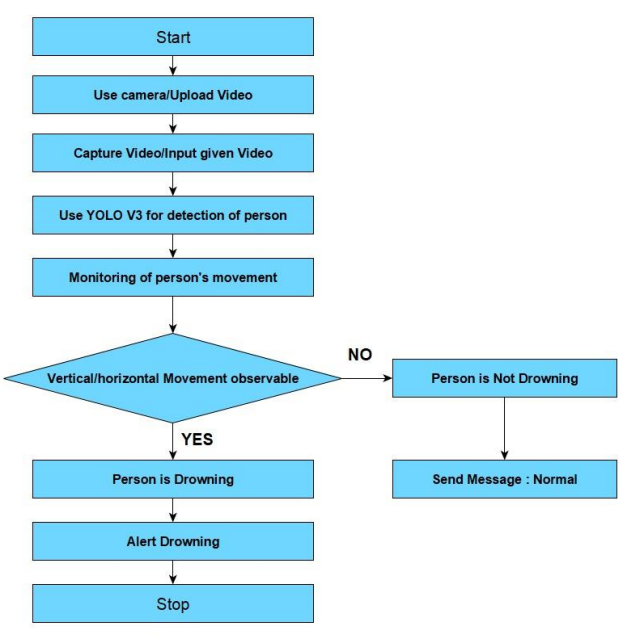 Start
Use camera/Upload Video
Capture Video/Input given Video
Use YOLO V3 for detection of person
Monitoring of person's movement
Vertical/horizontal Movement observable
NO
Person is Not Drowning
Send Message : Normal
YES
Person is Drowning
Alert Drowning
Stop